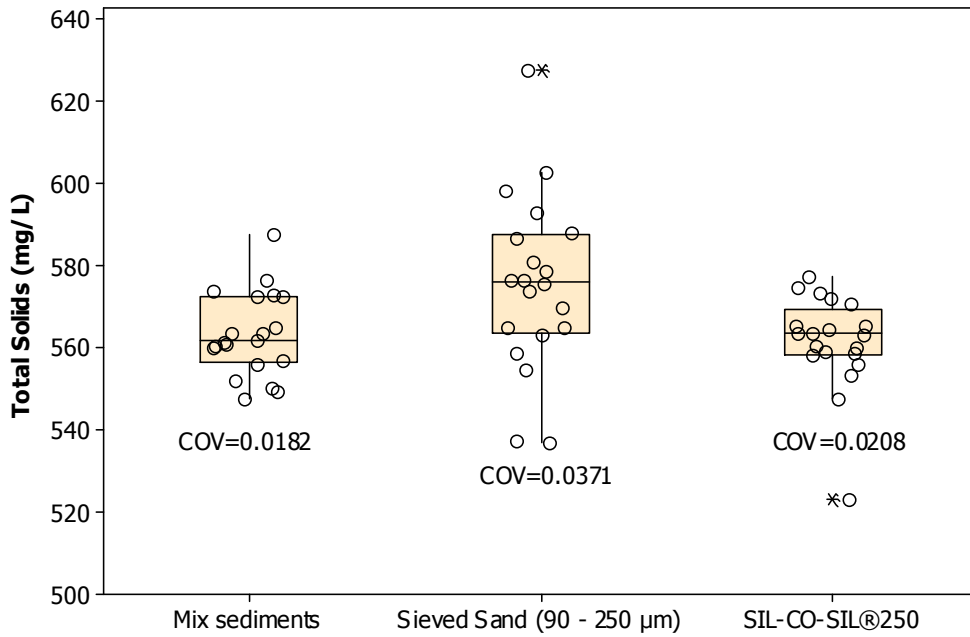 Total Solids (mg/L)
640
620
600
580
560
540
520
500
COV=0.0182
COV=0.0371
COV=0.0208
Mix sediments
Sieved Sand (90 - 250 µm)
SIL-CO-SIL®250